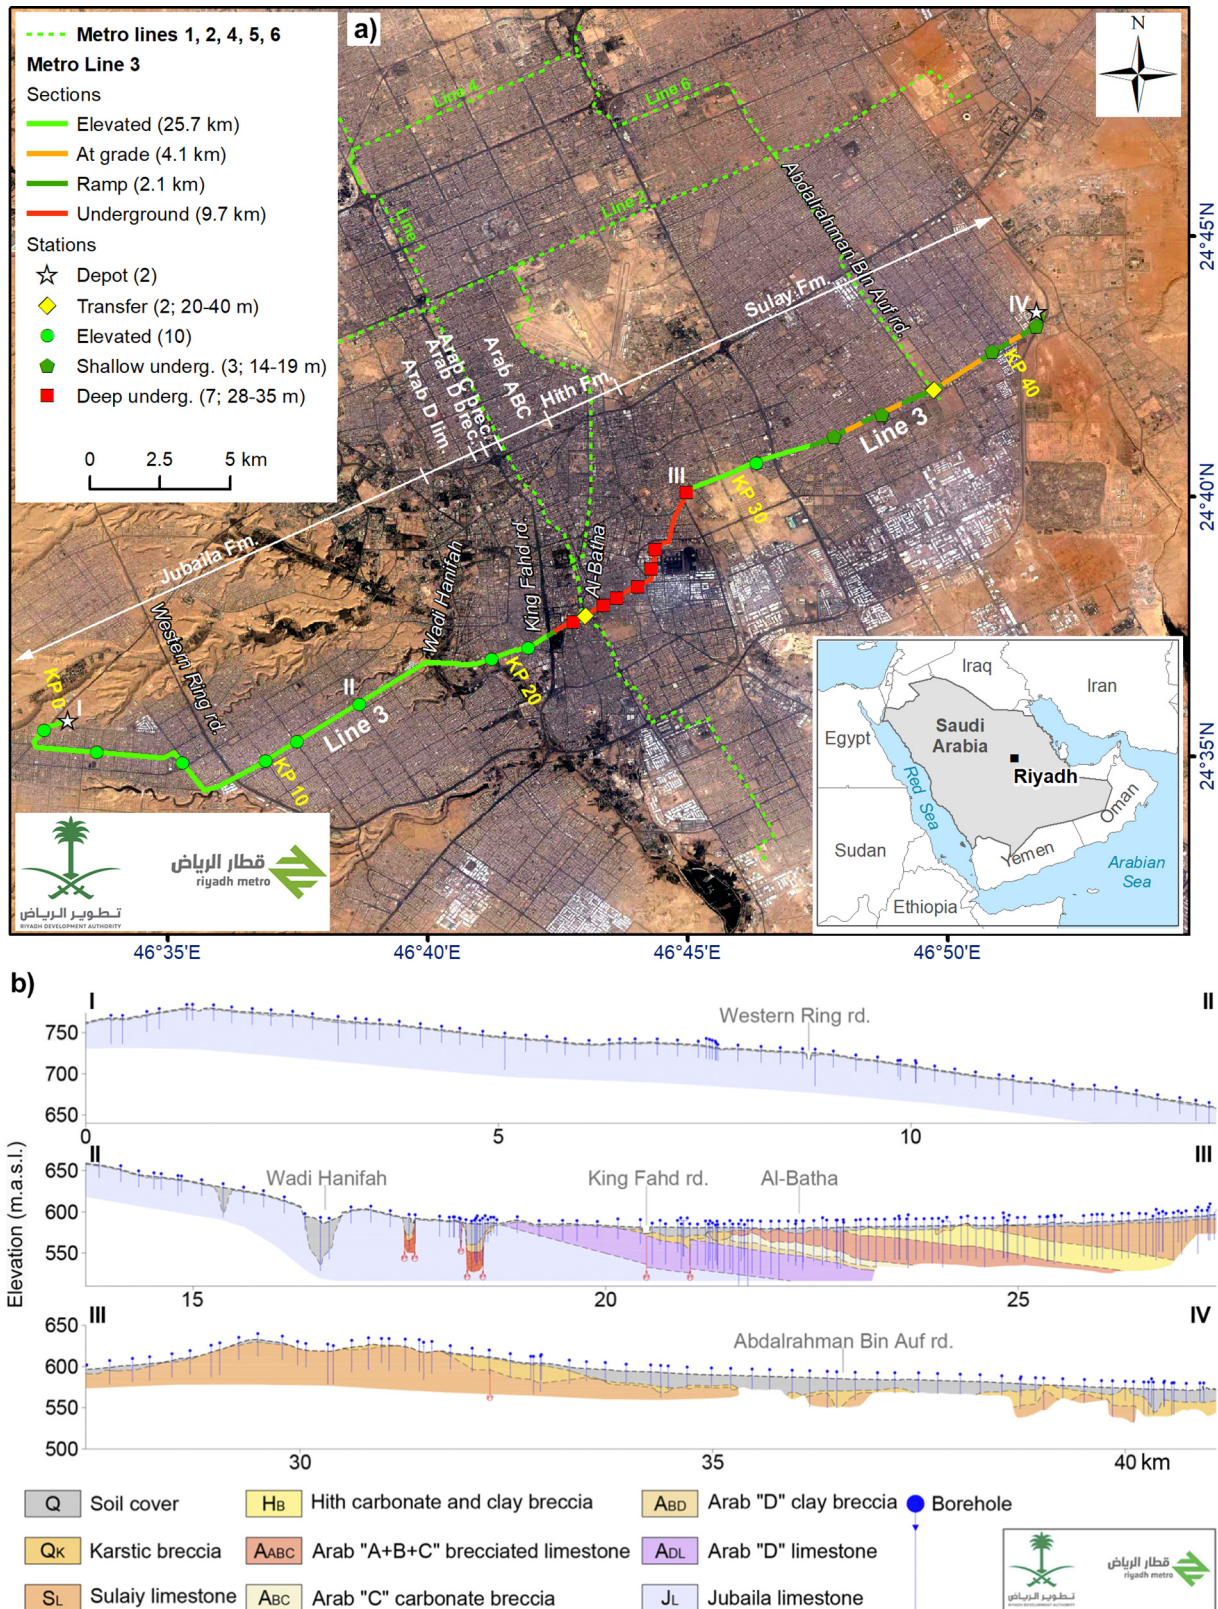 a)
Metro lines 1, 2, 4, 5, 6
Metro Line 3
Sections
Elevated (25.7 km)
At grade (4.1 km)
Ramp (2.1 km)
Underground (9.7 km)
Stations
Depot (2)
Transfer (2; 20-40 m)
Elevated (10)
Shallow underg. (3; 14-19 m)
Deep underg. (7; 28-35 m)
0 2.5 5 km
N
Line 4
Line 6
Line 2
Line 1
Abdalrahman Bin Auf rd.
Sulay Fm.
Hith Fm.
Arab ABC
Arab C brec.
Arab D brec.
Arab D lim.
Jubaila Fm.
Western Ring rd.
Wadi Hanifah
King Fahd rd.
Al-Batha
Line 3
Line 3
KP 0
KP 10
KP 20
KP 30
KP 40
I
II
III
IV
24°45'N
24°40'N
24°35'N
46°35'E
46°40'E
46°45'E
46°50'E
Iraq
Iran
Egypt
Saudi
Arabia
Riyadh
Red Sea
Oman
Yemen
Sudan
Ethiopia
Arabian
Sea
تطوير الرياض
RIYADH DEVELOPMENT AUTHORITY
قطار الرياض
riyadh metro
b)
Elevation (m.a.s.l.)
I
II
Western Ring rd.
750
700
650
0 5 10
II
III
Wadi Hanifah
King Fahd rd.
Al-Batha
650
600
550
15 20 25
III
IV
Abdalrahman Bin Auf rd.
650
600
550
500
30 35 40 km
Q Soil cover
HB Hith carbonate and clay breccia
ABD Arab "D" clay breccia
Borehole
QK Karstic breccia
AABC Arab "A+B+C" brecciated limestone
ADL Arab "D" limestone
SL Sulaiy limestone
ABC Arab "C" carbonate breccia
JL Jubaila limestone
تطوير الرياض
قطار الرياض
riyadh metro